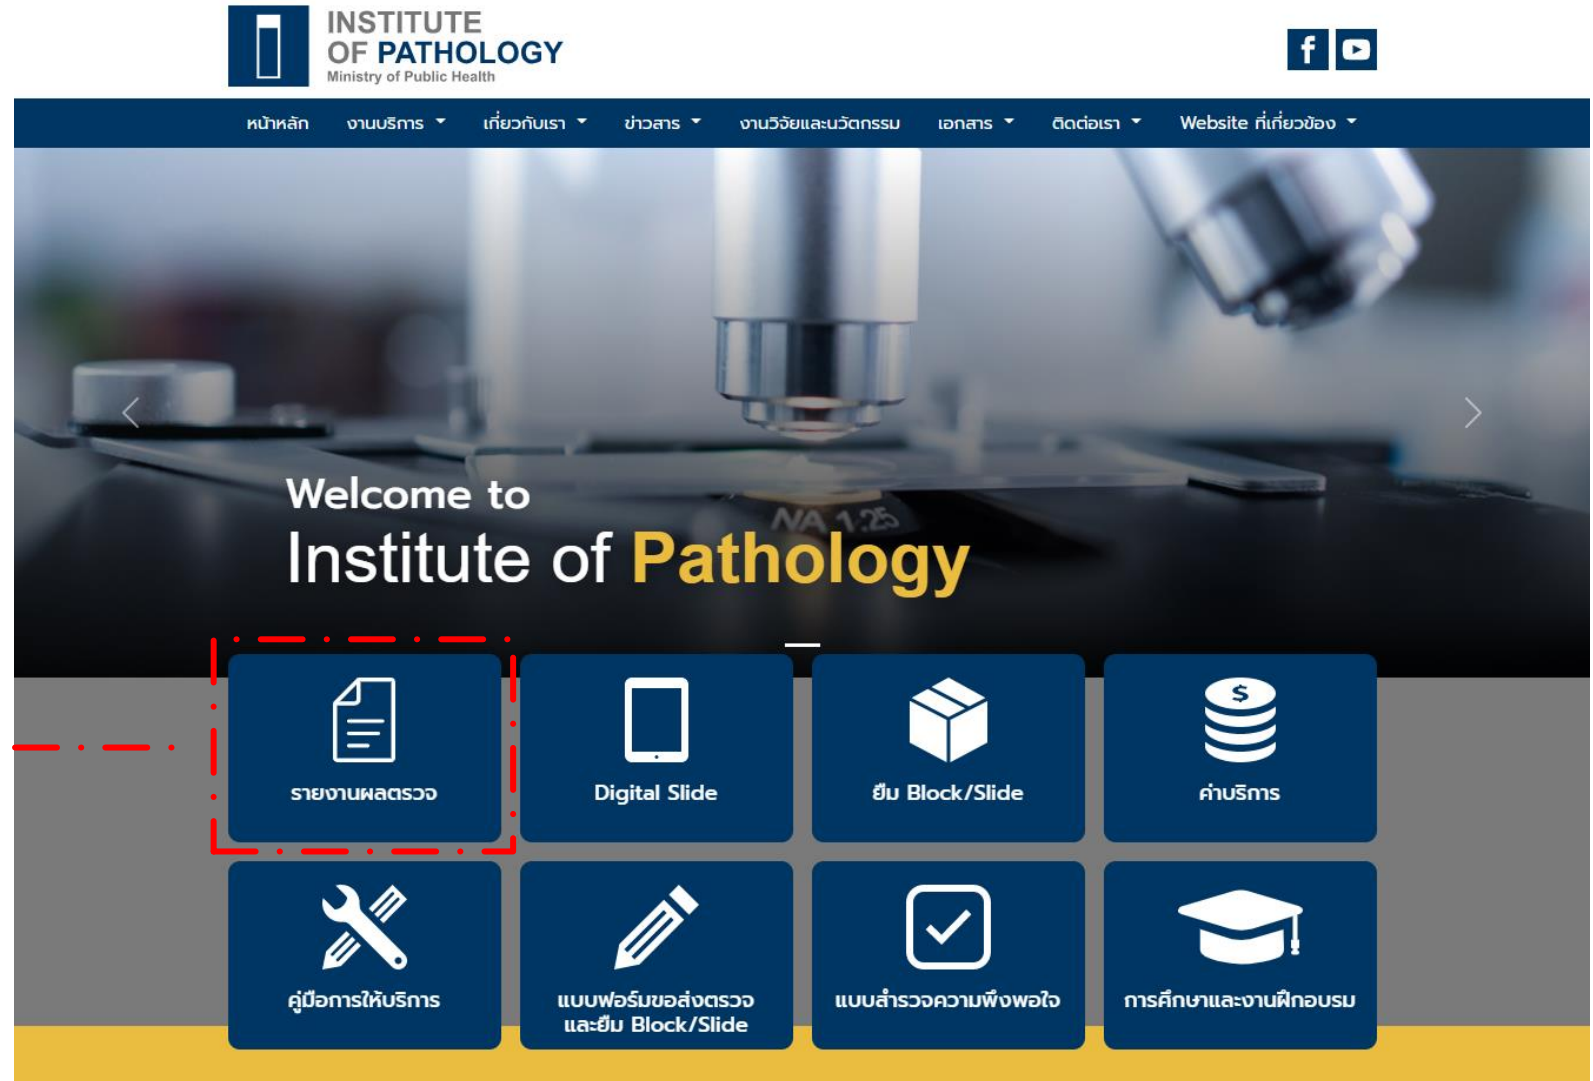 INSTITUTE
OF PATHOLOGY
Ministry of Public Health
f
หน้าหลัก งานบริการ เกี่ยวกับเรา ข่าวสาร งานวิจัยและนวัตกรรม เอกสาร ติดต่อเรา Website ที่เกี่ยวข้อง
NA 1.25
Welcome to
Institute of Pathology
$
รายงานผลตรวจ Digital Slide ยืม Block/Slide ค่าบริการ
คู่มือการให้บริการ แบบฟอร์มขอส่งตรวจ แบบสำรวจความพึงพอใจ การศึกษาและงานฝึกอบรม
และยืม Block/Slide